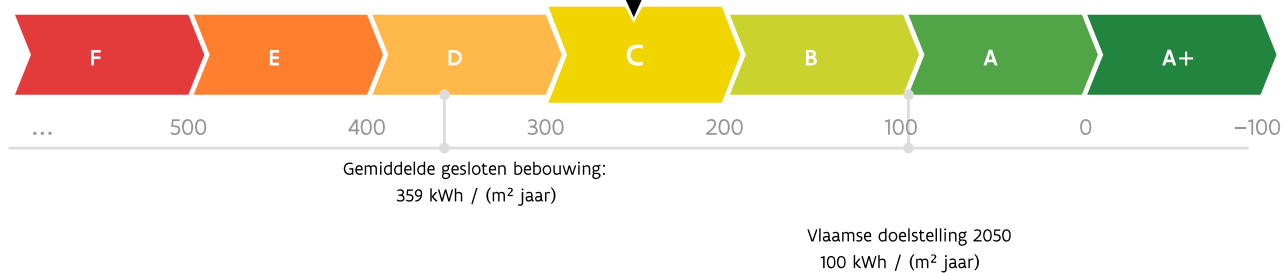 F E D C B A A+
... 500 400 300 200 100 0 −100
Gemiddelde gesloten bebouwing:
359 kWh / (m² jaar)
Vlaamse doelstelling 2050
100 kWh / (m² jaar)